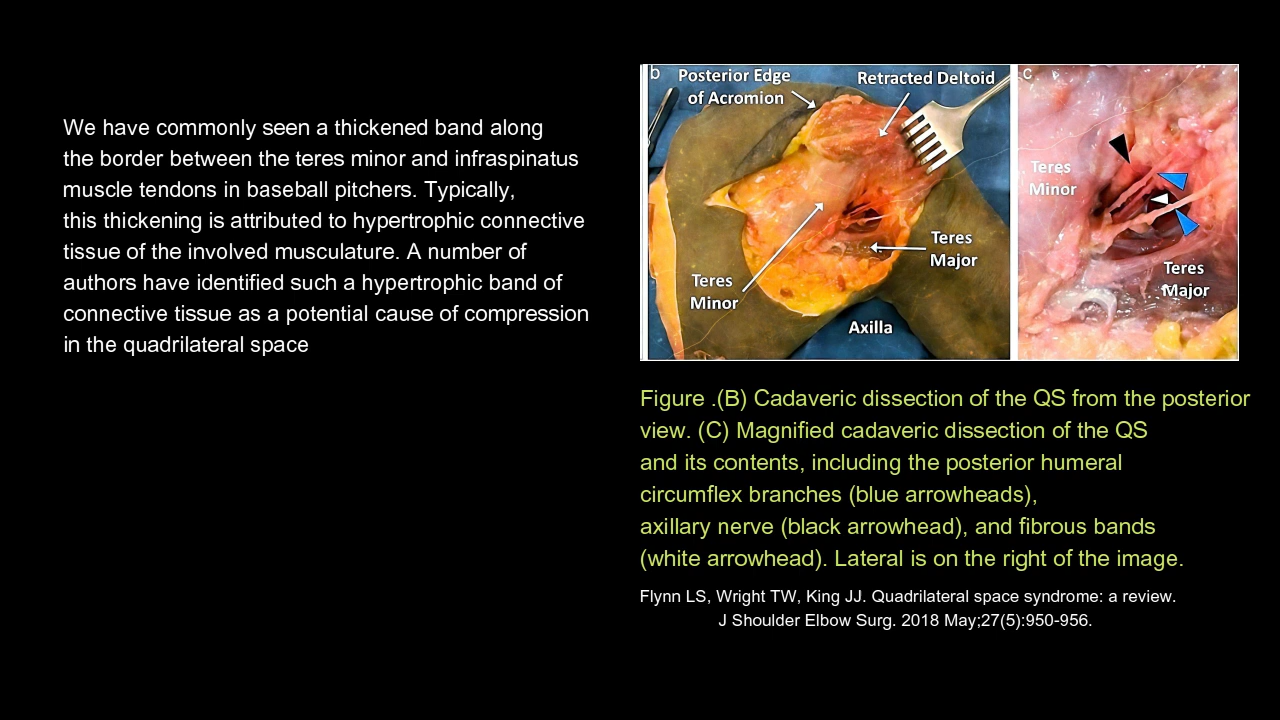 We have commonly seen a thickened band along
the border between the teres minor and infraspinatus
muscle tendons in baseball pitchers. Typically,
this thickening is attributed to hypertrophic connective
tissue of the involved musculature. A number of
authors have identified such a hypertrophic band of
connective tissue as a potential cause of compression
in the quadrilateral space
b
Posterior Edge
of Acromion
Retracted Deltoid
Teres
Minor
Teres
Major
Axilla
c
Teres
Minor
Teres
Major
Figure .(B) Cadaveric dissection of the QS from the posterior
view. (C) Magnified cadaveric dissection of the QS
and its contents, including the posterior humeral
circumflex branches (blue arrowheads),
axillary nerve (black arrowhead), and fibrous bands
(white arrowhead). Lateral is on the right of the image.
Flynn LS, Wright TW, King JJ. Quadrilateral space syndrome: a review.
J Shoulder Elbow Surg. 2018 May;27(5):950-956.